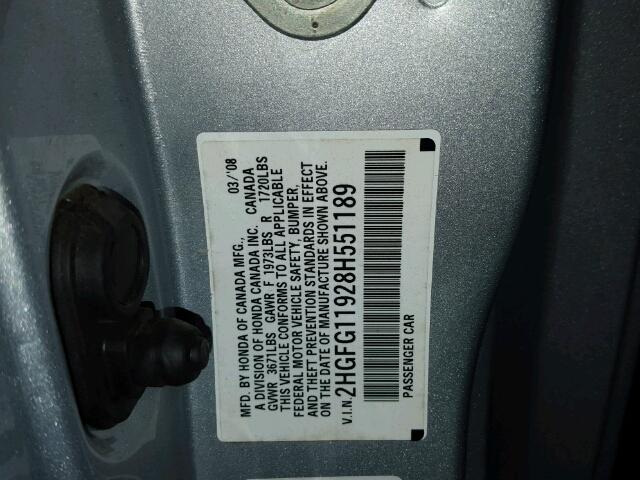 MFD. BY HONDA OF CANADA MFG., 03/'08
A DIVISION OF HONDA CANADA INC. CANADA
GVWR 3671LBS GAWR F 1973LBS R 1720LBS
THIS VEHICLE CONFORMS TO ALL APPLICABLE
FEDERAL MOTOR VEHICLE SAFETY, BUMPER,
AND THEFT PREVENTION STANDARDS IN EFFECT
ON THE DATE OF MANUFACTURE SHOWN ABOVE.
V.I.N. 2HGFG11928H551189
PASSENGER CAR